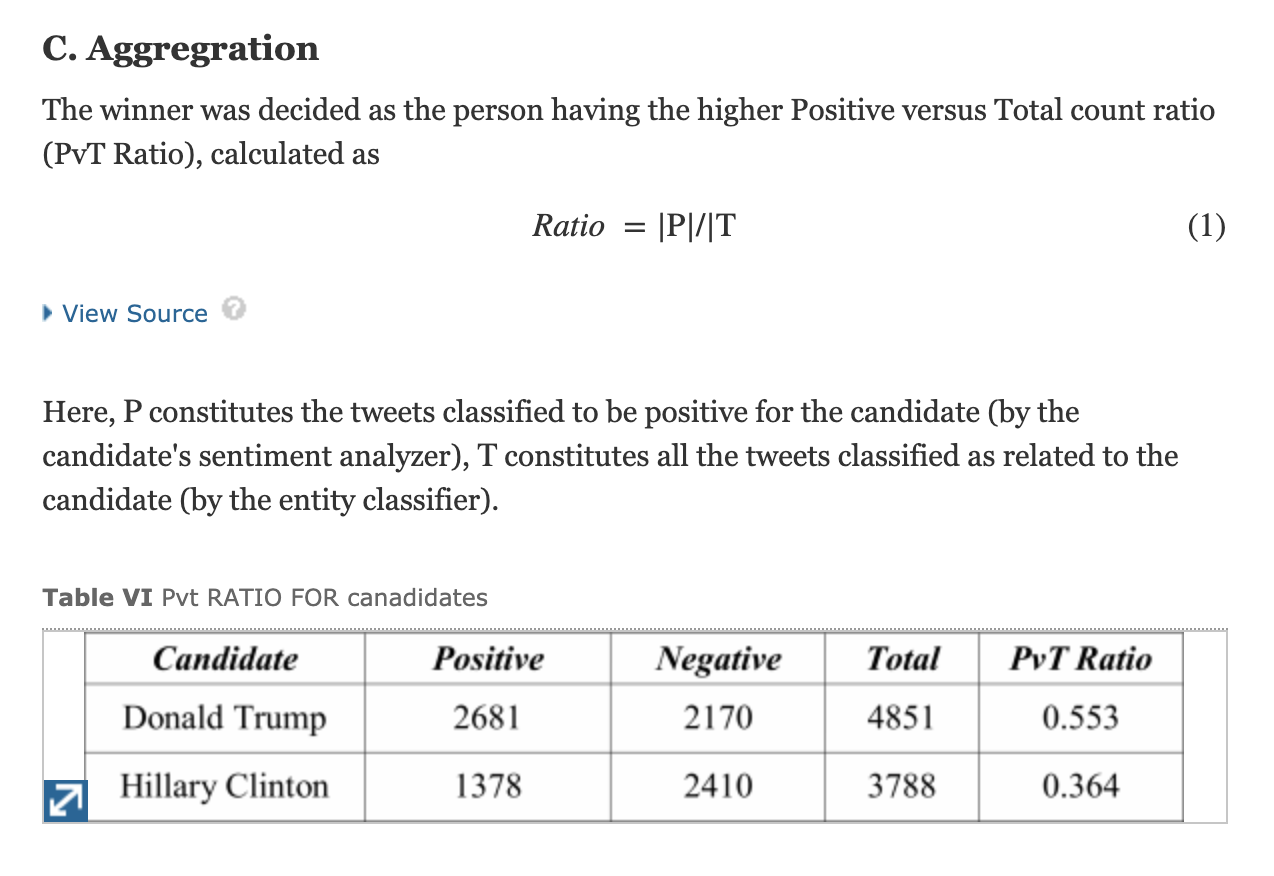 C. Aggregration
The winner was decided as the person having the higher Positive versus Total count ratio
(PvT Ratio), calculated as
Ratio = |P|/|T (1)
View Source ?
Here, P constitutes the tweets classified to be positive for the candidate (by the
candidate's sentiment analyzer), T constitutes all the tweets classified as related to the
candidate (by the entity classifier).
Table VI Pvt RATIO FOR canadidates
Candidate Positive Negative Total PvT Ratio
Donald Trump 2681 2170 4851 0.553
Hillary Clinton 1378 2410 3788 0.364